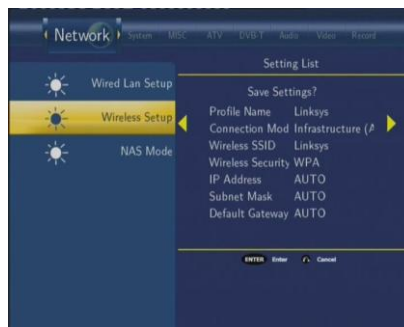 Network System MISC ATV DVB-T Audio Video Record
Setting List
Wired Lan Setup
Wireless Setup
NAS Mode
Save Settings?
Profile Name Linksys
Connection Mod Infrastructure (A
Wireless SSID Linksys
Wireless Security WPA
IP Address AUTO
Subnet Mask AUTO
Default Gateway AUTO
ENTER Enter Cancel